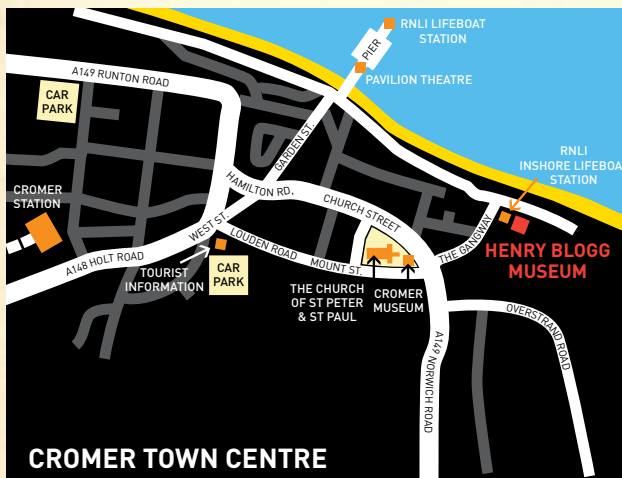 RNLI LIFEBOAT
STATION
PIER
PAVILION THEATRE
A149 RUNTON ROAD
CAR
PARK
GARDEN ST.
RNLI
INSHORE LIFEBOA
STATION
HAMILTON RD.
CHURCH STREET
CROMER
STATION
WEST ST.
LOUDEN ROAD
MOUNT ST.
THE GANGWAY
HENRY BLOGG
MUSEUM
A148 HOLT ROAD
TOURIST
INFORMATION
CAR
PARK
THE CHURCH
OF ST PETER
& ST PAUL
CROMER
MUSEUM
OVERSTRAND ROAD
A149 NORWICH ROAD
CROMER TOWN CENTRE